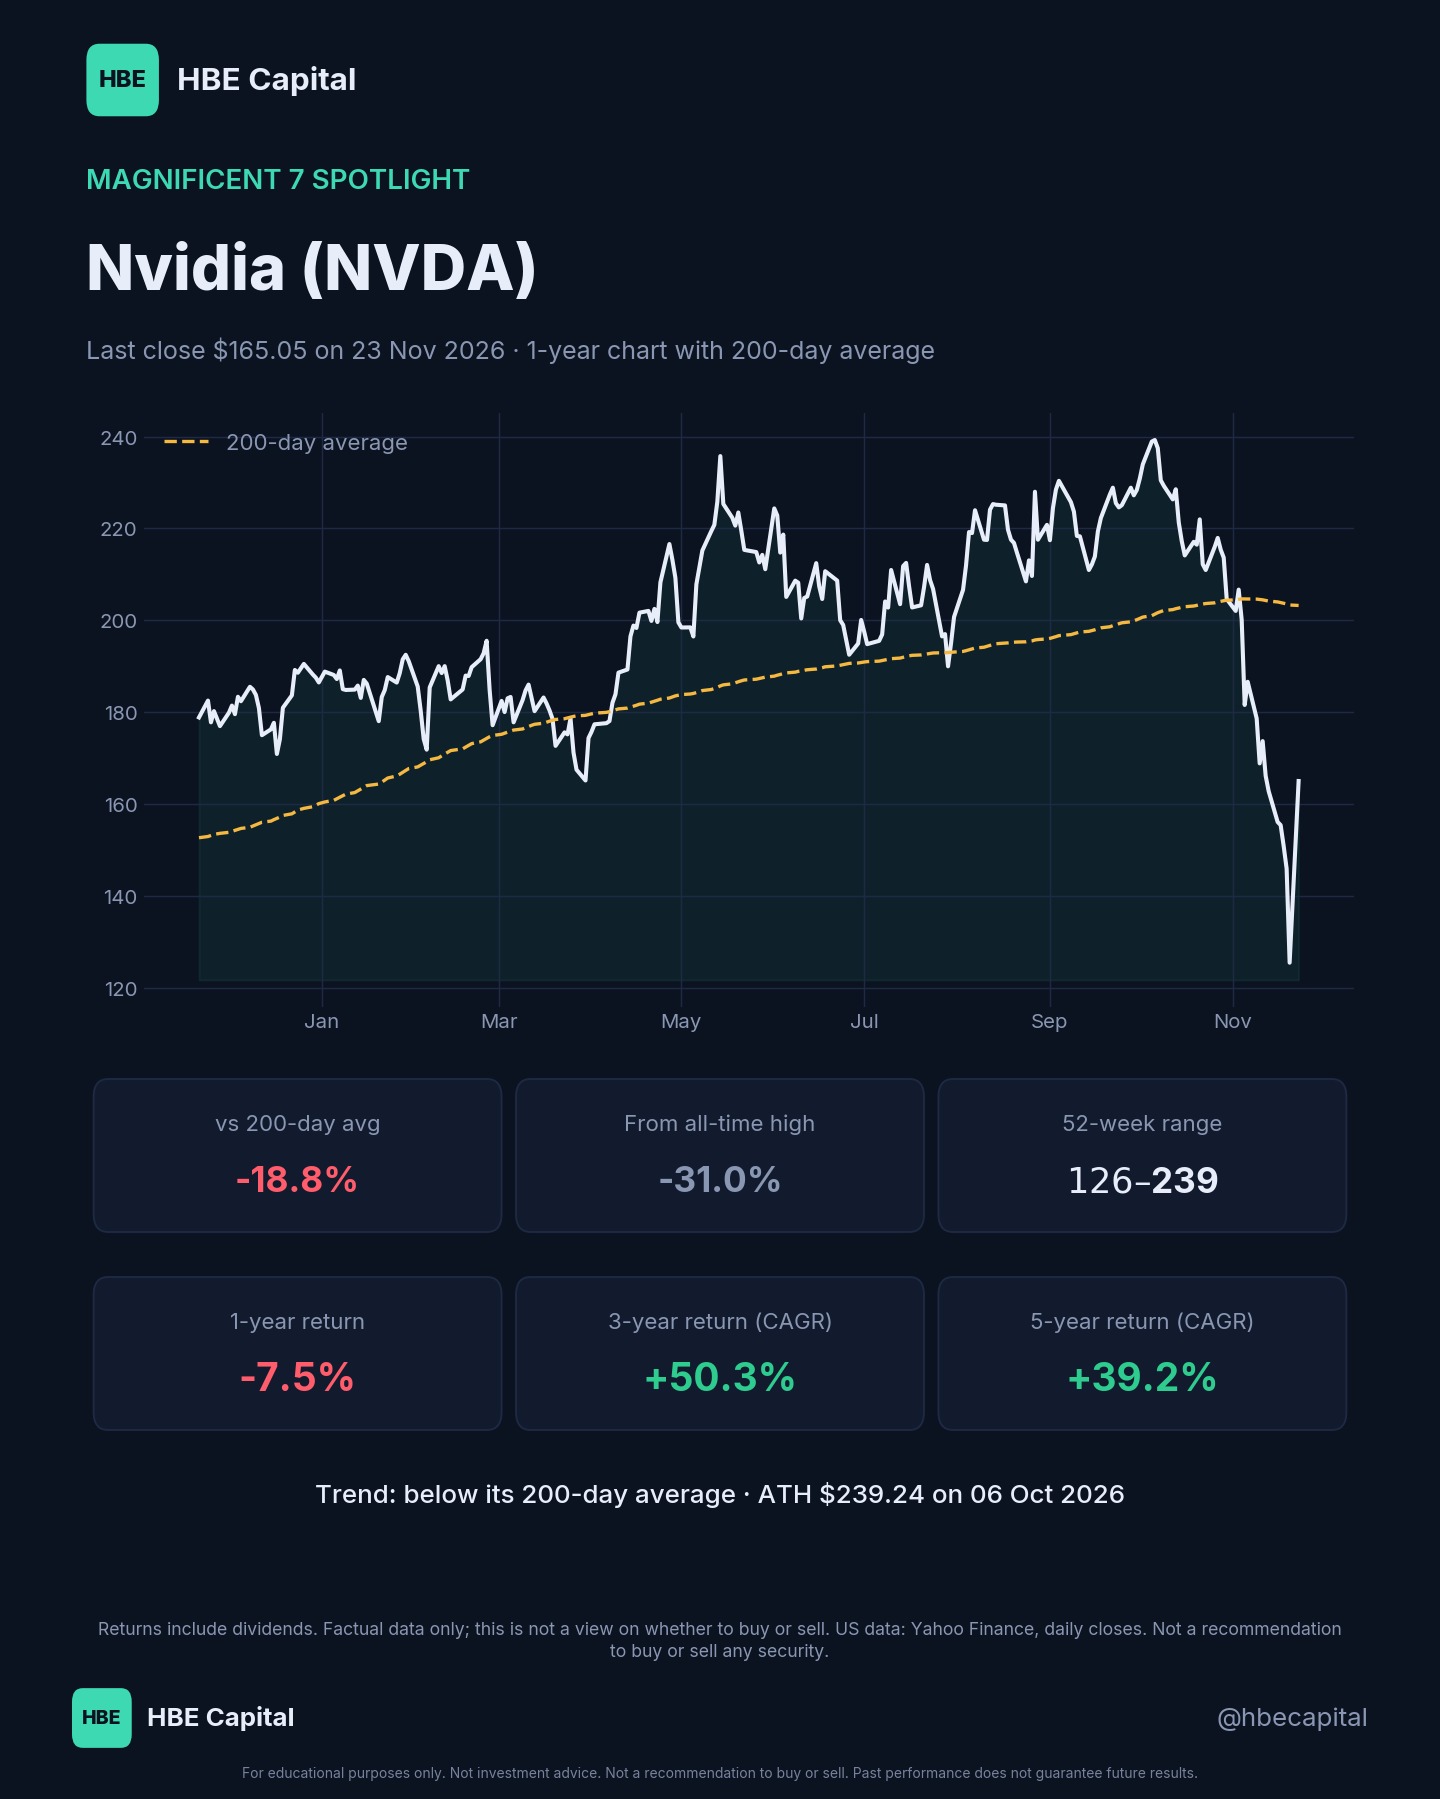 HBE HBE Capital
MAGNIFICENT 7 SPOTLIGHT
Nvidia (NVDA)
Last close $165.05 on 23 Nov 2026 · 1-year chart with 200-day average
240
200-day average
220
200
180
160
140
120
Jan Mar May Jul Sep Nov
vs 200-day avg From all-time high 52-week range
-18.8% -31.0% 126–239
1-year return 3-year return (CAGR) 5-year return (CAGR)
-7.5% +50.3% +39.2%
Trend: below its 200-day average · ATH $239.24 on 06 Oct 2026
Returns include dividends. Factual data only; this is not a view on whether to buy or sell. US data: Yahoo Finance, daily closes. Not a recommendation
to buy or sell any security.
HBE HBE Capital @hbecapital
For educational purposes only. Not investment advice. Not a recommendation to buy or sell. Past performance does not guarantee future results.